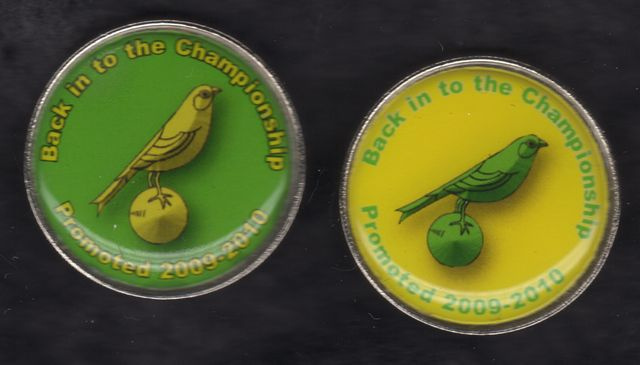 Back in to the Championship
Promoted 2009-2010
Back in to the Championship
Promoted 2009-2010